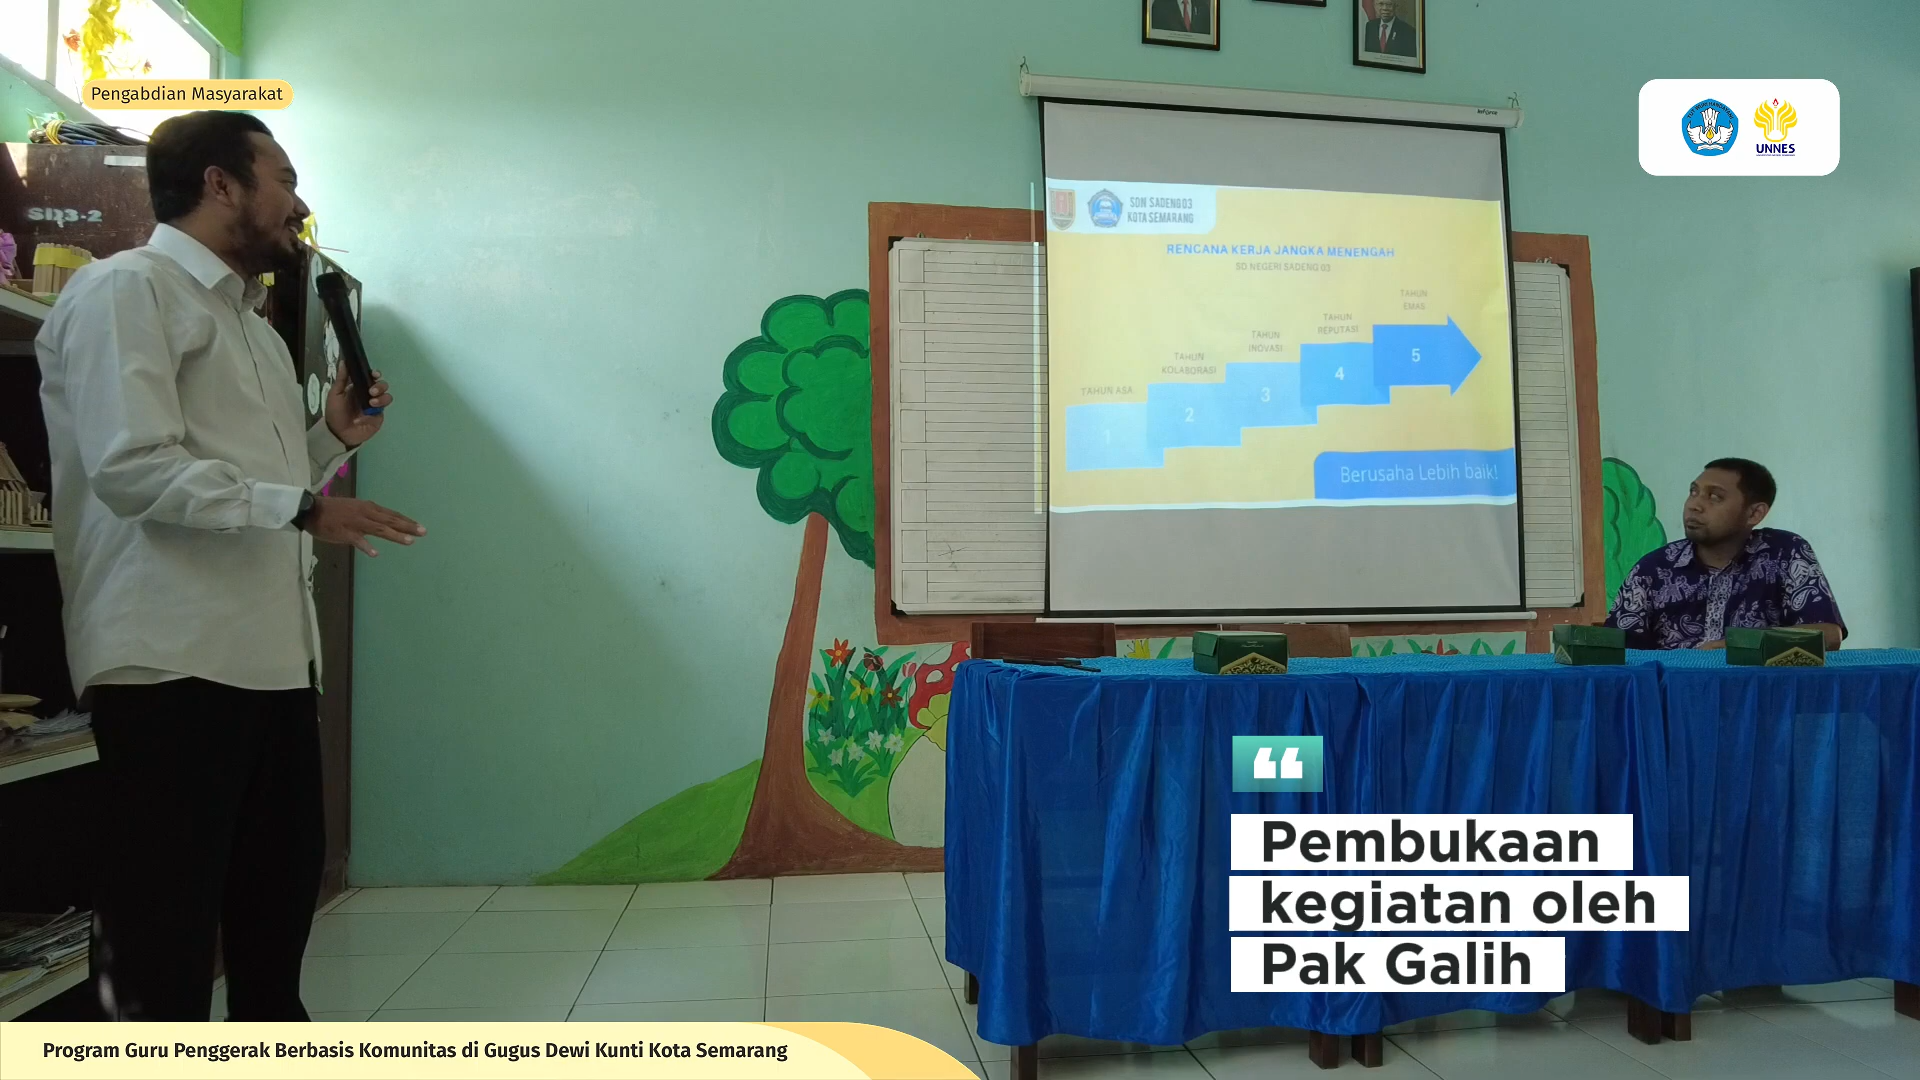 Pengabdian Masyarakat
UNNES
SD3-2
SDN SADENG 03
KOTA SEMARANG
RENCANA KERJA JANGKA MENENGAH
SD NEGERI SADENG 03
TAHUN
EMAS
TAHUN
REPUTASI
TAHUN
INOVASI
TAHUN
KOLABORASI
TAHUN ASA
1
2
3
4
5
Berusaha Lebih baik!
Pembukaan
kegiatan oleh
Pak Galih
Program Guru Penggerak Berbasis Komunitas di Gugus Dewi Kunti Kota Semarang